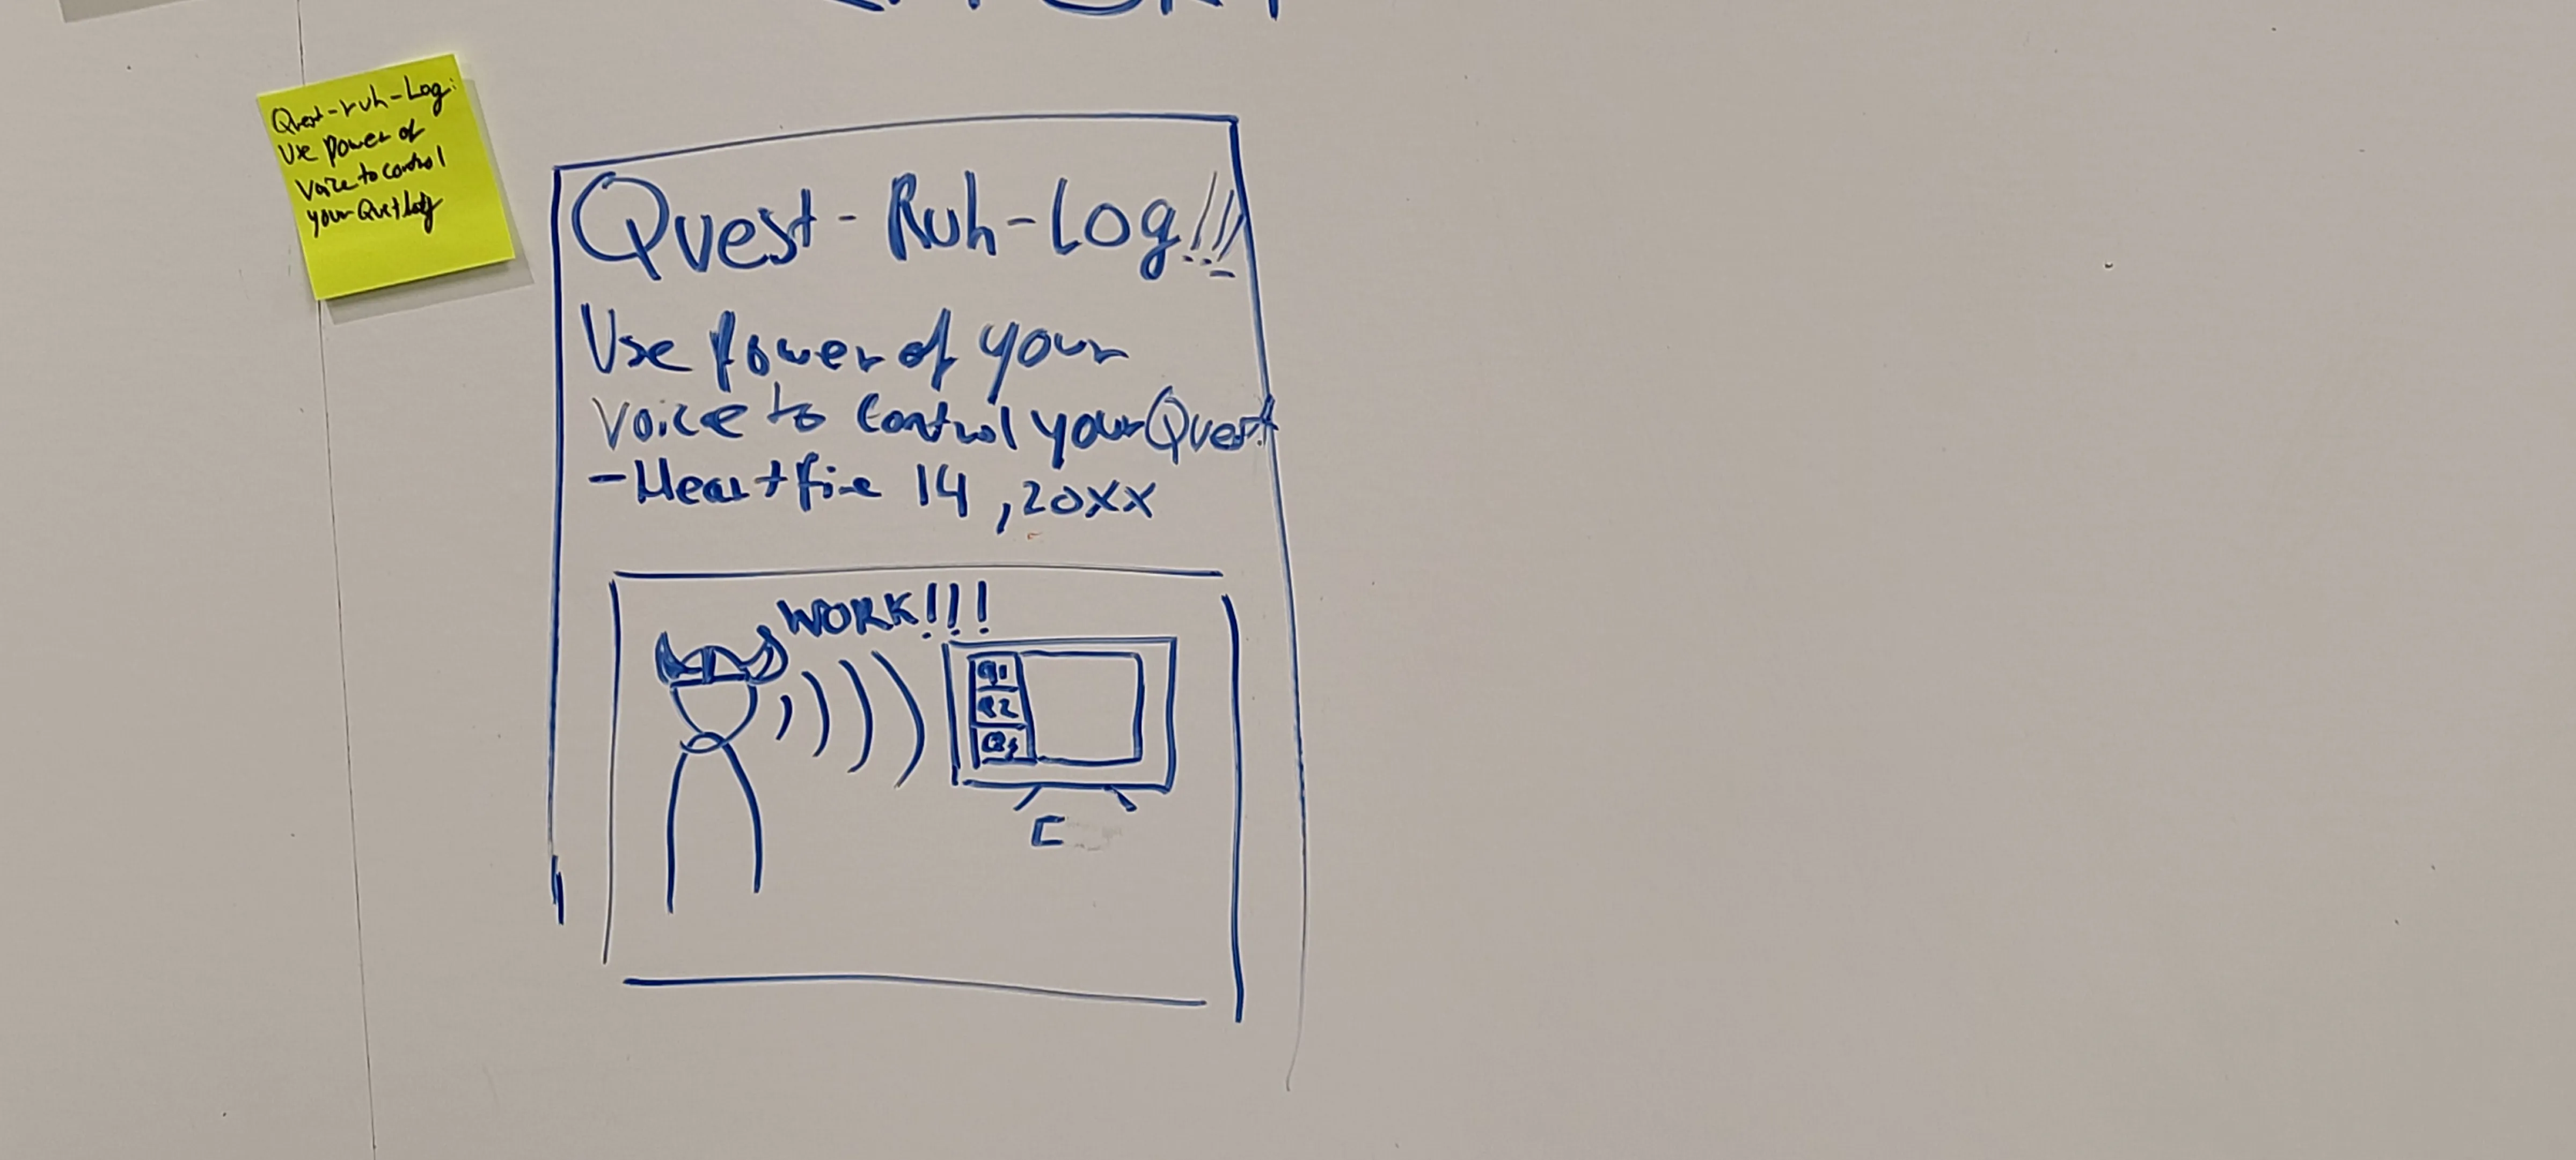 Quest-ruh-Log:
Use power of
Voice to control
your Quest log
Quest-Ruh-Log!!!
Use power of your
voice to control your Quest
-Heartfire 14, 20XX
WORK!!!
Q1
Q2
Q3